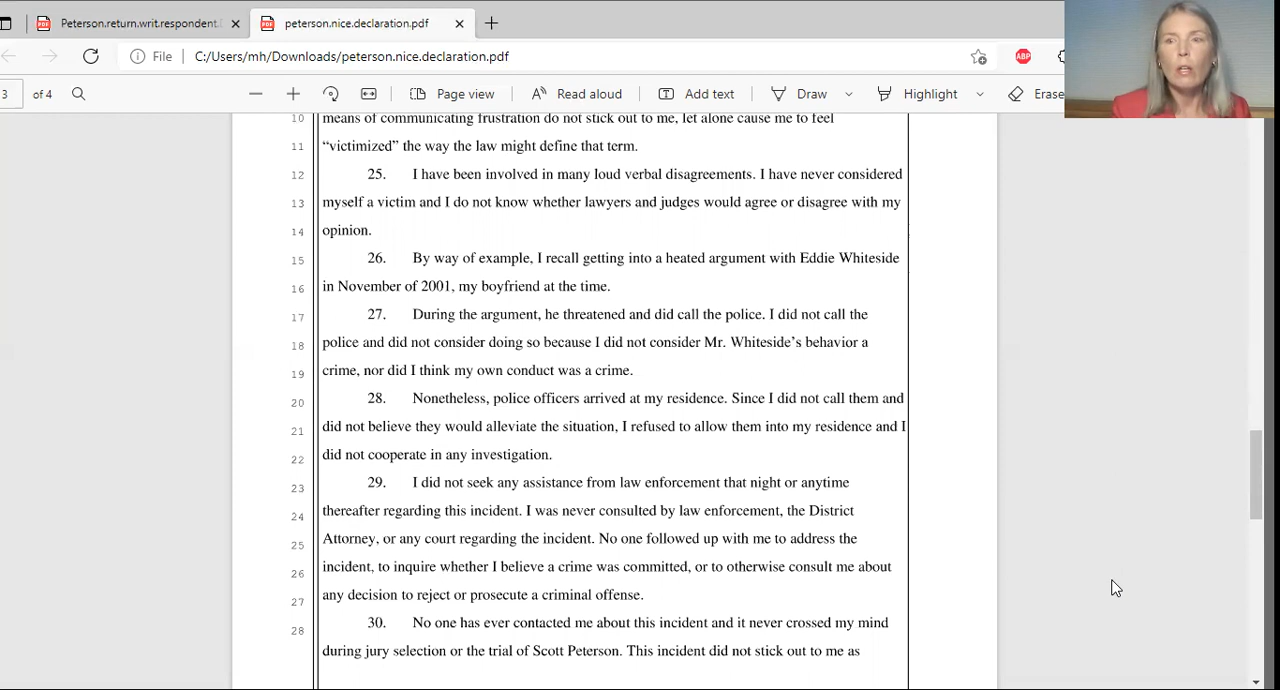 Peterson.return.writ.respondent.
peterson.nice.declaration.pdf
File C:/Users/mh/Downloads/peterson.nice.declaration.pdf
ABP
3 of 4 Page view Read aloud Add text Draw Highlight Erase
10 means of communicating frustration do not stick out to me, let alone cause me to feel
11 “victimized” the way the law might define that term.
12 25. I have been involved in many loud verbal disagreements. I have never considered
13 myself a victim and I do not know whether lawyers and judges would agree or disagree with my
14 opinion.
15 26. By way of example, I recall getting into a heated argument with Eddie Whiteside
16 in November of 2001, my boyfriend at the time.
17 27. During the argument, he threatened and did call the police. I did not call the
18 police and did not consider doing so because I did not consider Mr. Whiteside’s behavior a
19 crime, nor did I think my own conduct was a crime.
20 28. Nonetheless, police officers arrived at my residence. Since I did not call them and
21 did not believe they would alleviate the situation, I refused to allow them into my residence and I
22 did not cooperate in any investigation.
23 29. I did not seek any assistance from law enforcement that night or anytime
24 thereafter regarding this incident. I was never consulted by law enforcement, the District
25 Attorney, or any court regarding the incident. No one followed up with me to address the
26 incident, to inquire whether I believe a crime was committed, or to otherwise consult me about
27 any decision to reject or prosecute a criminal offense.
28 30. No one has ever contacted me about this incident and it never crossed my mind
during jury selection or the trial of Scott Peterson. This incident did not stick out to me as